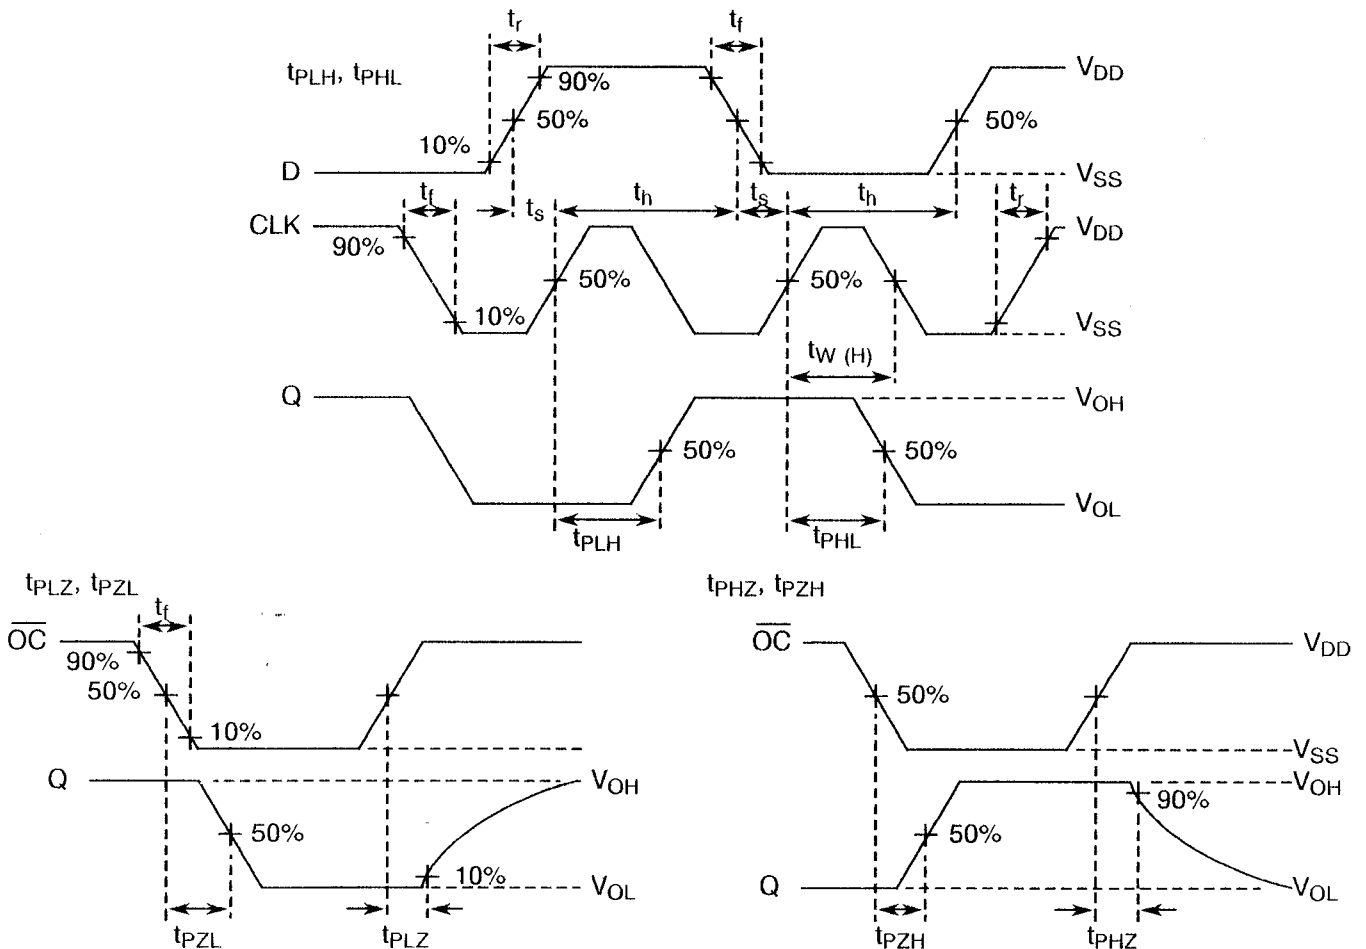 tr tf
tPLH, tPHL
90% VDD
50% 50%
10%
D VSS
tf ts th ts th tr
CLK VDD
90% 50% 50%
10% VSS
tW (H)
Q VOH
50% 50%
VOL
tPLH tPHL
tPLZ, tPZL
tf
OC
90%
50%
10%
Q VOH
50%
10%
VOL
tPZL tPLZ
tPHZ, tPZH
OC VDD
50%
VSS
VOH
90%
50%
Q VOL
tPZH tPHZ